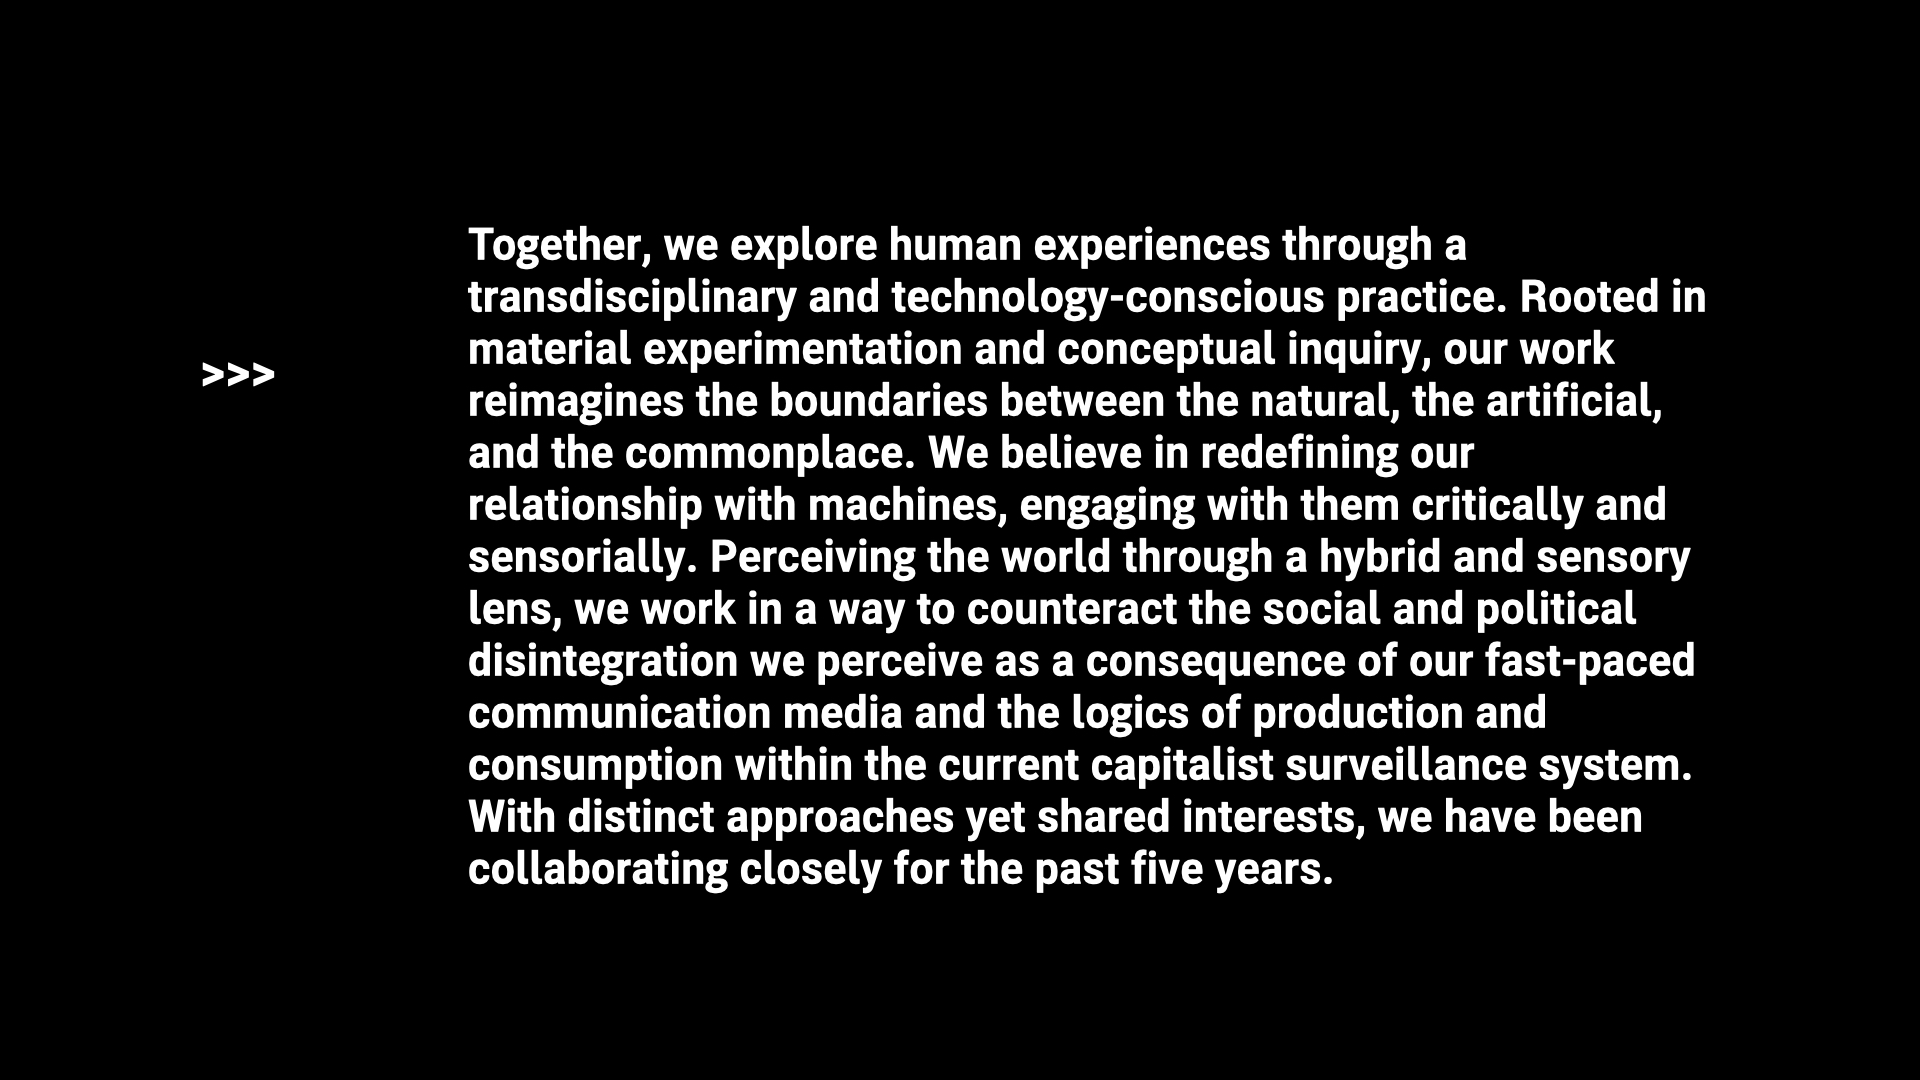 >>>
Together, we explore human experiences through a
transdisciplinary and technology-conscious practice. Rooted in
material experimentation and conceptual inquiry, our work
reimagines the boundaries between the natural, the artificial,
and the commonplace. We believe in redefining our
relationship with machines, engaging with them critically and
sensorially. Perceiving the world through a hybrid and sensory
lens, we work in a way to counteract the social and political
disintegration we perceive as a consequence of our fast-paced
communication media and the logics of production and
consumption within the current capitalist surveillance system.
With distinct approaches yet shared interests, we have been
collaborating closely for the past five years.